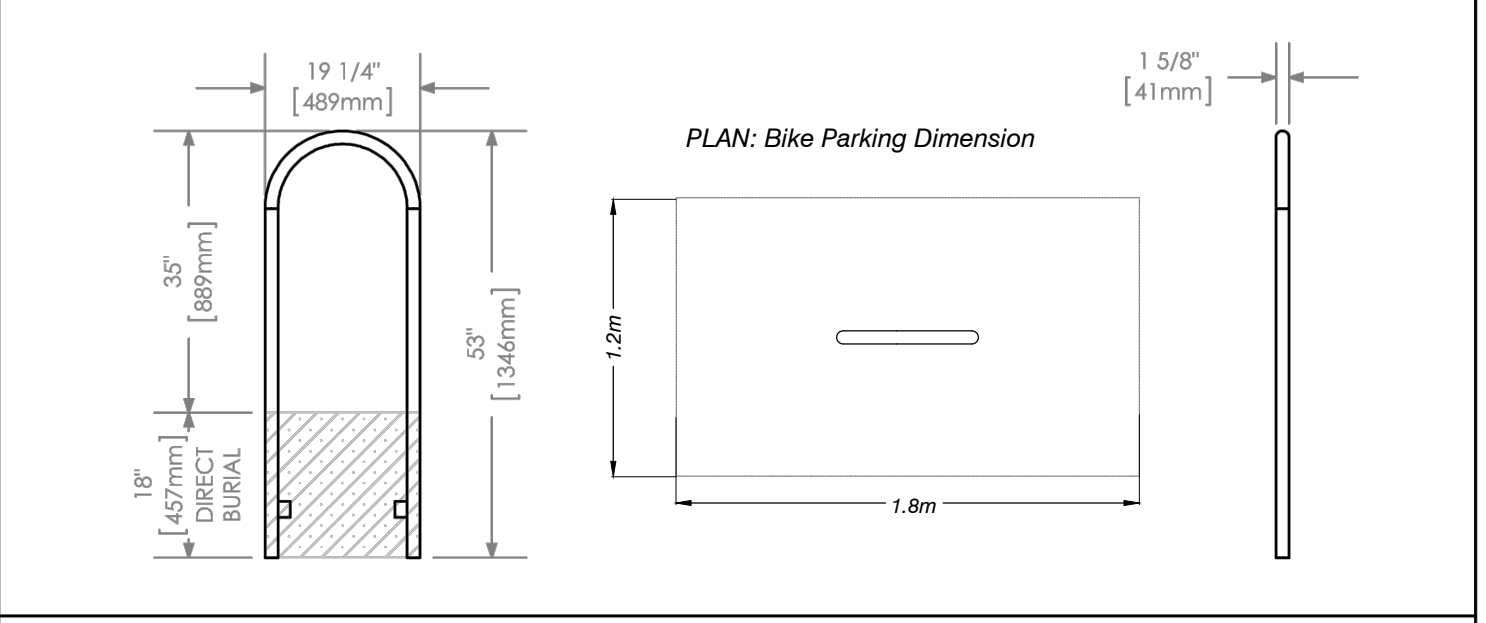 19 1/4"
[489mm]
1 5/8"
[41mm]
PLAN: Bike Parking Dimension
35"
[889mm]
53"
[1346mm]
1.2m
18"
[457mm]
DIRECT
BURIAL
1.8m